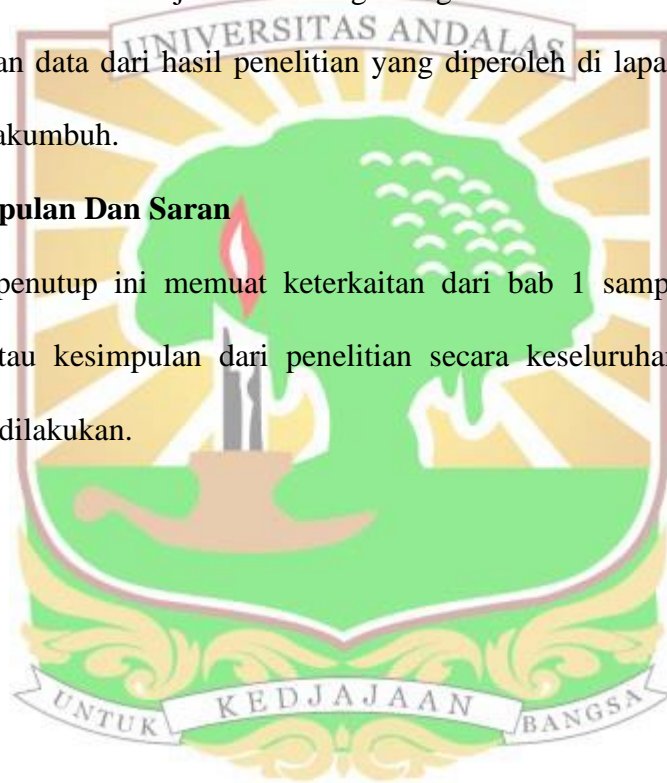 UNIVERSITAS ANDALAS
an data dari hasil penelitian yang diperoleh di lapa
akumbuh.
pulan Dan Saran
penutup ini memuat keterkaitan dari bab 1 samp
tau kesimpulan dari penelitian secara keseluruhan
dilakukan.
UNTUK KEDJAJAAN BANGSA